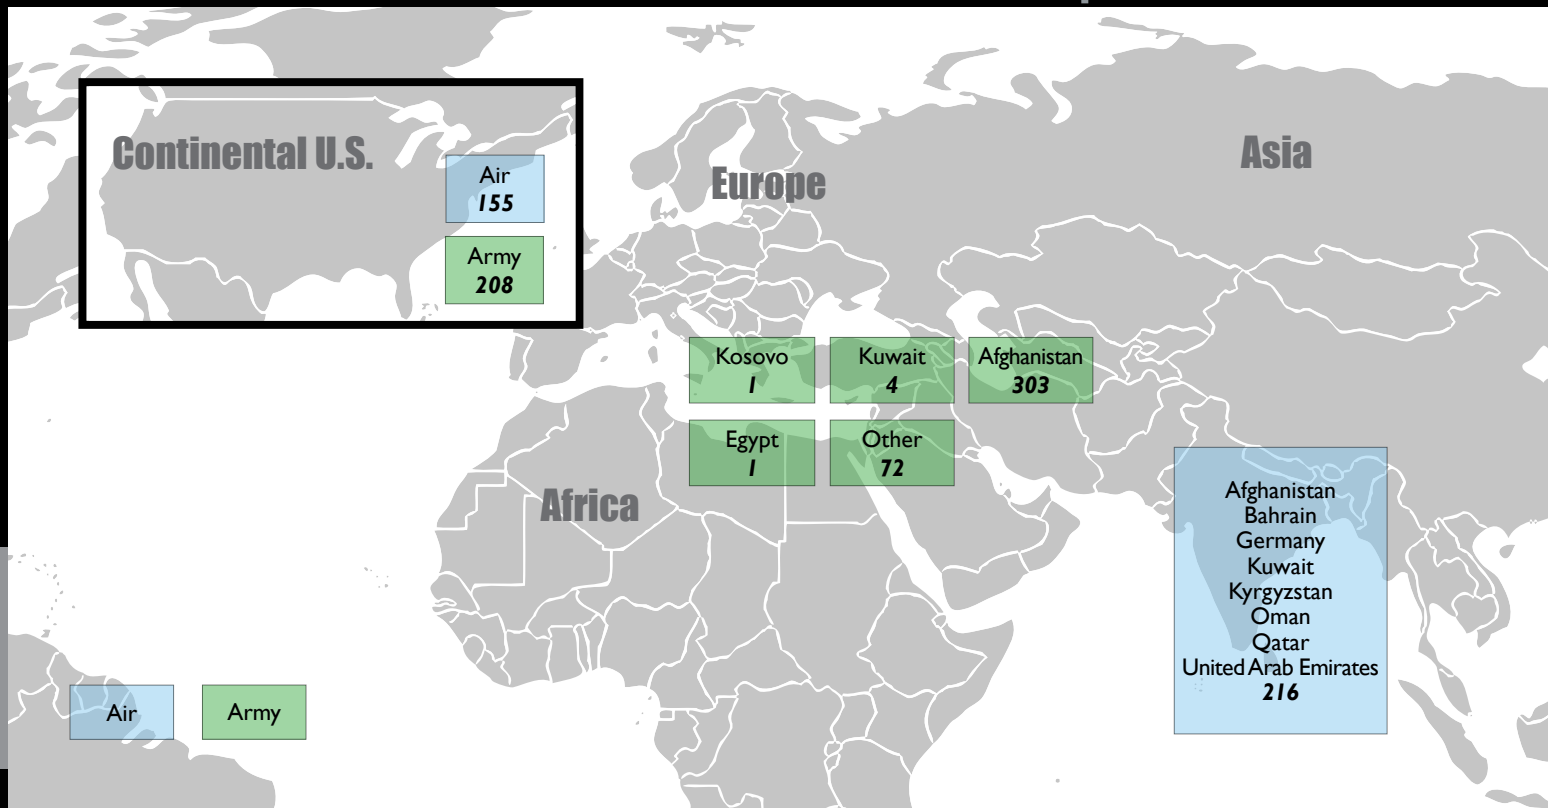 Continental U.S.
Air
155
Army
208
Europe
Asia
Kosovo
1
Kuwait
4
Afghanistan
303
Egypt
1
Other
72
Africa
Afghanistan
Bahrain
Germany
Kuwait
Kyrgyzstan
Oman
Qatar
United Arab Emirates
216
Air
Army